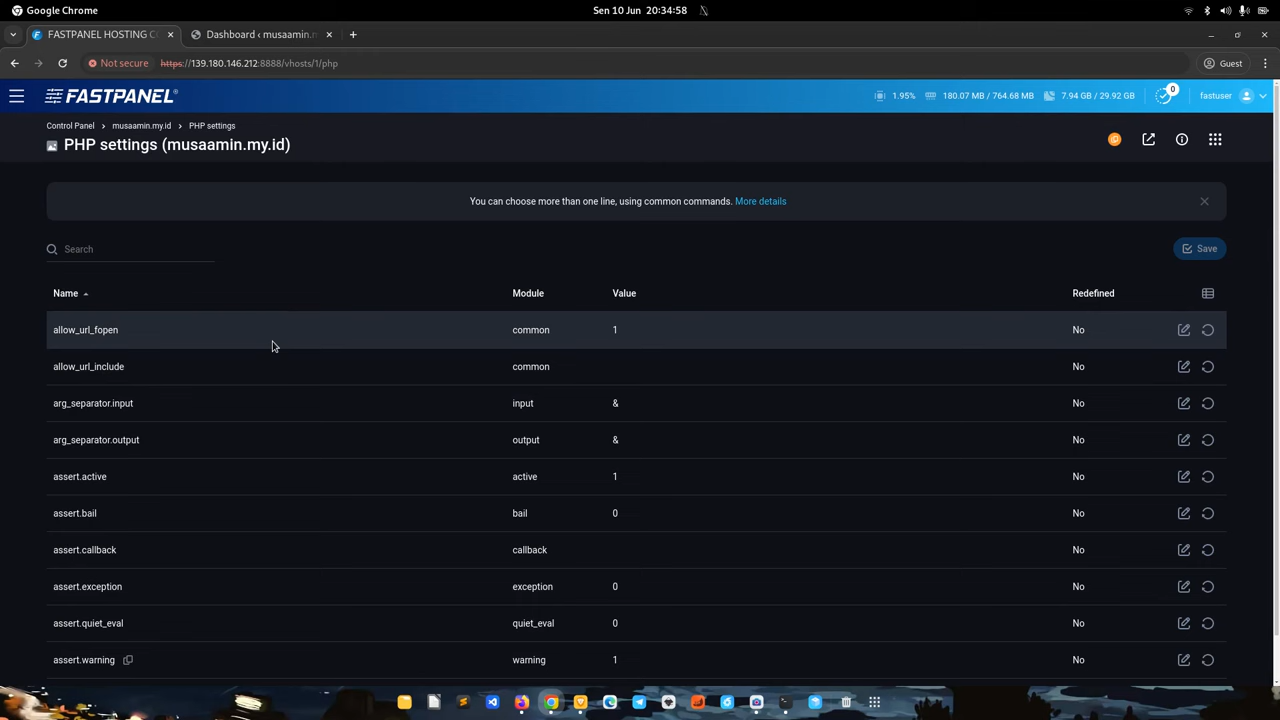 Google Chrome
Sen 10 Jun 20:34:58
FASTPANEL HOSTING CO
Dashboard ‹ musaamin.m
Not secure
https://139.180.146.212:8888/vhosts/1/php
Guest
FASTPANEL®
1.95%
180.07 MB / 764.68 MB
7.94 GB / 29.92 GB
0
fastuser
Control Panel > musaamin.my.id > PHP settings
PHP settings (musaamin.my.id)
You can choose more than one line, using common commands. More details
Search
Save
Name Module Value Redefined
allow_url_fopen common 1 No
allow_url_include common No
arg_separator.input input & No
arg_separator.output output & No
assert.active active 1 No
assert.bail bail 0 No
assert.callback callback No
assert.exception exception 0 No
assert.quiet_eval quiet_eval 0 No
assert.warning warning 1 No